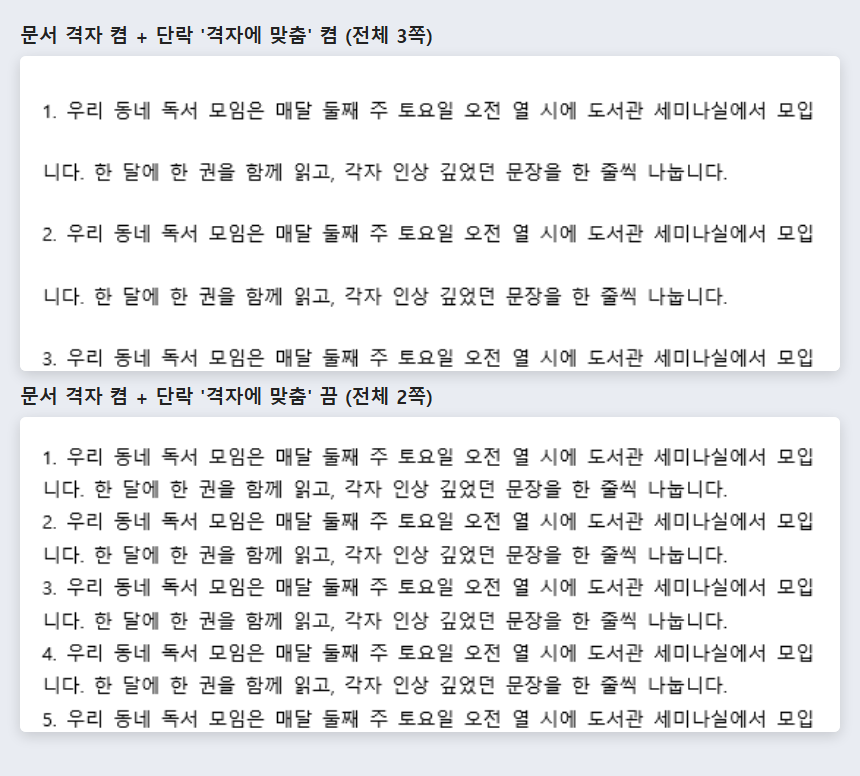 문서 격자 켬 + 단락 '격자에 맞춤' 켬 (전체 3쪽)
1. 우리 동네 독서 모임은 매달 둘째 주 토요일 오전 열 시에 도서관 세미나실에서 모입
니다. 한 달에 한 권을 함께 읽고, 각자 인상 깊었던 문장을 한 줄씩 나눕니다.
2. 우리 동네 독서 모임은 매달 둘째 주 토요일 오전 열 시에 도서관 세미나실에서 모입
니다. 한 달에 한 권을 함께 읽고, 각자 인상 깊었던 문장을 한 줄씩 나눕니다.
3. 우리 동네 독서 모임은 매달 둘째 주 토요일 오전 열 시에 도서관 세미나실에서 모입
문서 격자 켬 + 단락 '격자에 맞춤' 끔 (전체 2쪽)
1. 우리 동네 독서 모임은 매달 둘째 주 토요일 오전 열 시에 도서관 세미나실에서 모입
니다. 한 달에 한 권을 함께 읽고, 각자 인상 깊었던 문장을 한 줄씩 나눕니다.
2. 우리 동네 독서 모임은 매달 둘째 주 토요일 오전 열 시에 도서관 세미나실에서 모입
니다. 한 달에 한 권을 함께 읽고, 각자 인상 깊었던 문장을 한 줄씩 나눕니다.
3. 우리 동네 독서 모임은 매달 둘째 주 토요일 오전 열 시에 도서관 세미나실에서 모입
니다. 한 달에 한 권을 함께 읽고, 각자 인상 깊었던 문장을 한 줄씩 나눕니다.
4. 우리 동네 독서 모임은 매달 둘째 주 토요일 오전 열 시에 도서관 세미나실에서 모입
니다. 한 달에 한 권을 함께 읽고, 각자 인상 깊었던 문장을 한 줄씩 나눕니다.
5. 우리 동네 독서 모임은 매달 둘째 주 토요일 오전 열 시에 도서관 세미나실에서 모입